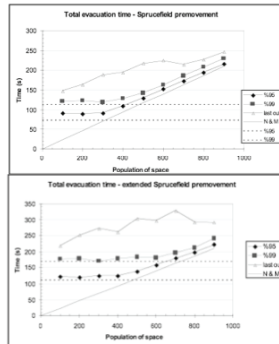 Total evacuation time - Sprucefield premovement
Time (s)
300
250
200
150
100
50
0
0 200 400 600 800 1000
Population of space
%95
%99
last out
N & M
%95
%99
Total evacuation time - extended Sprucefield premovement
Time (s)
350
300
250
200
150
100
50
0
0 200 400 600 800 1000
Population of space
%95
%99
last out
N & M
%95
%99